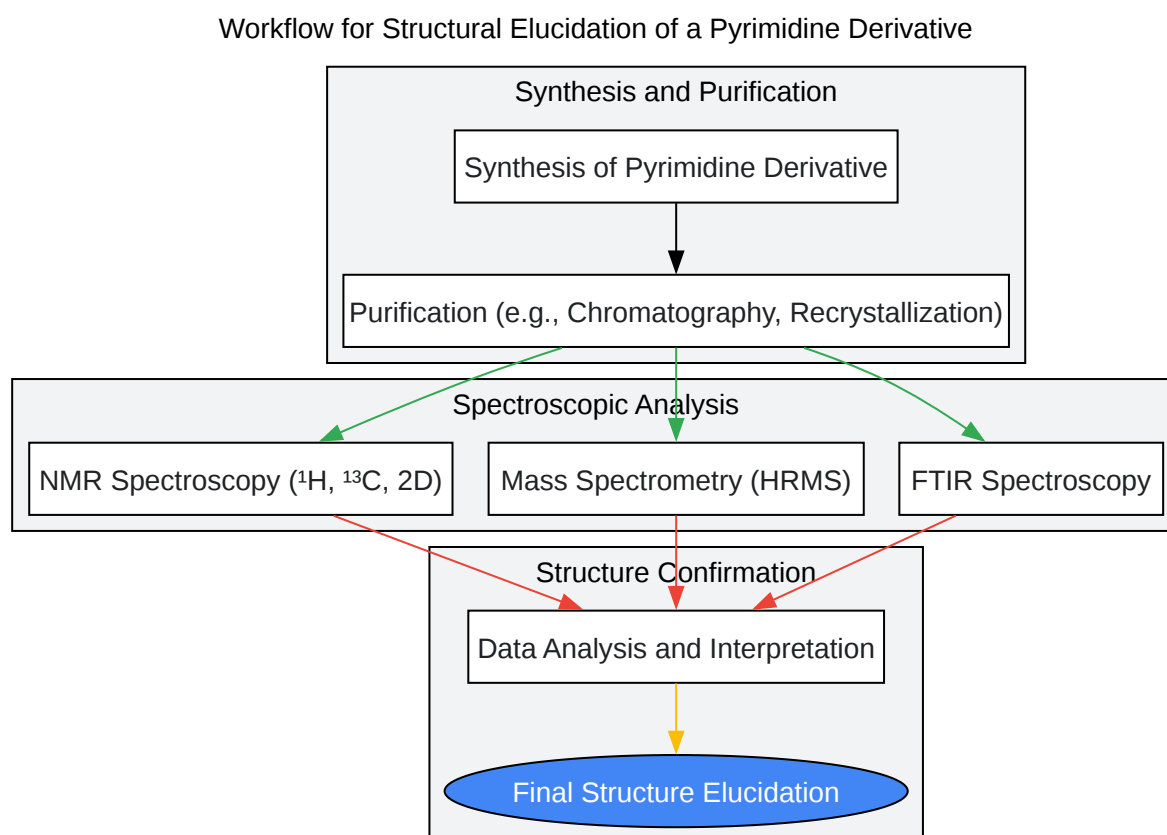 Workflow for Structural Elucidation of a Pyrimidine Derivative
Synthesis and Purification
Synthesis of Pyrimidine Derivative
Purification (e.g., Chromatography, Recrystallization)
Spectroscopic Analysis
NMR Spectroscopy (¹H, ¹³C, 2D)
Mass Spectrometry (HRMS)
FTIR Spectroscopy
Structure Confirmation
Data Analysis and Interpretation
Final Structure Elucidation